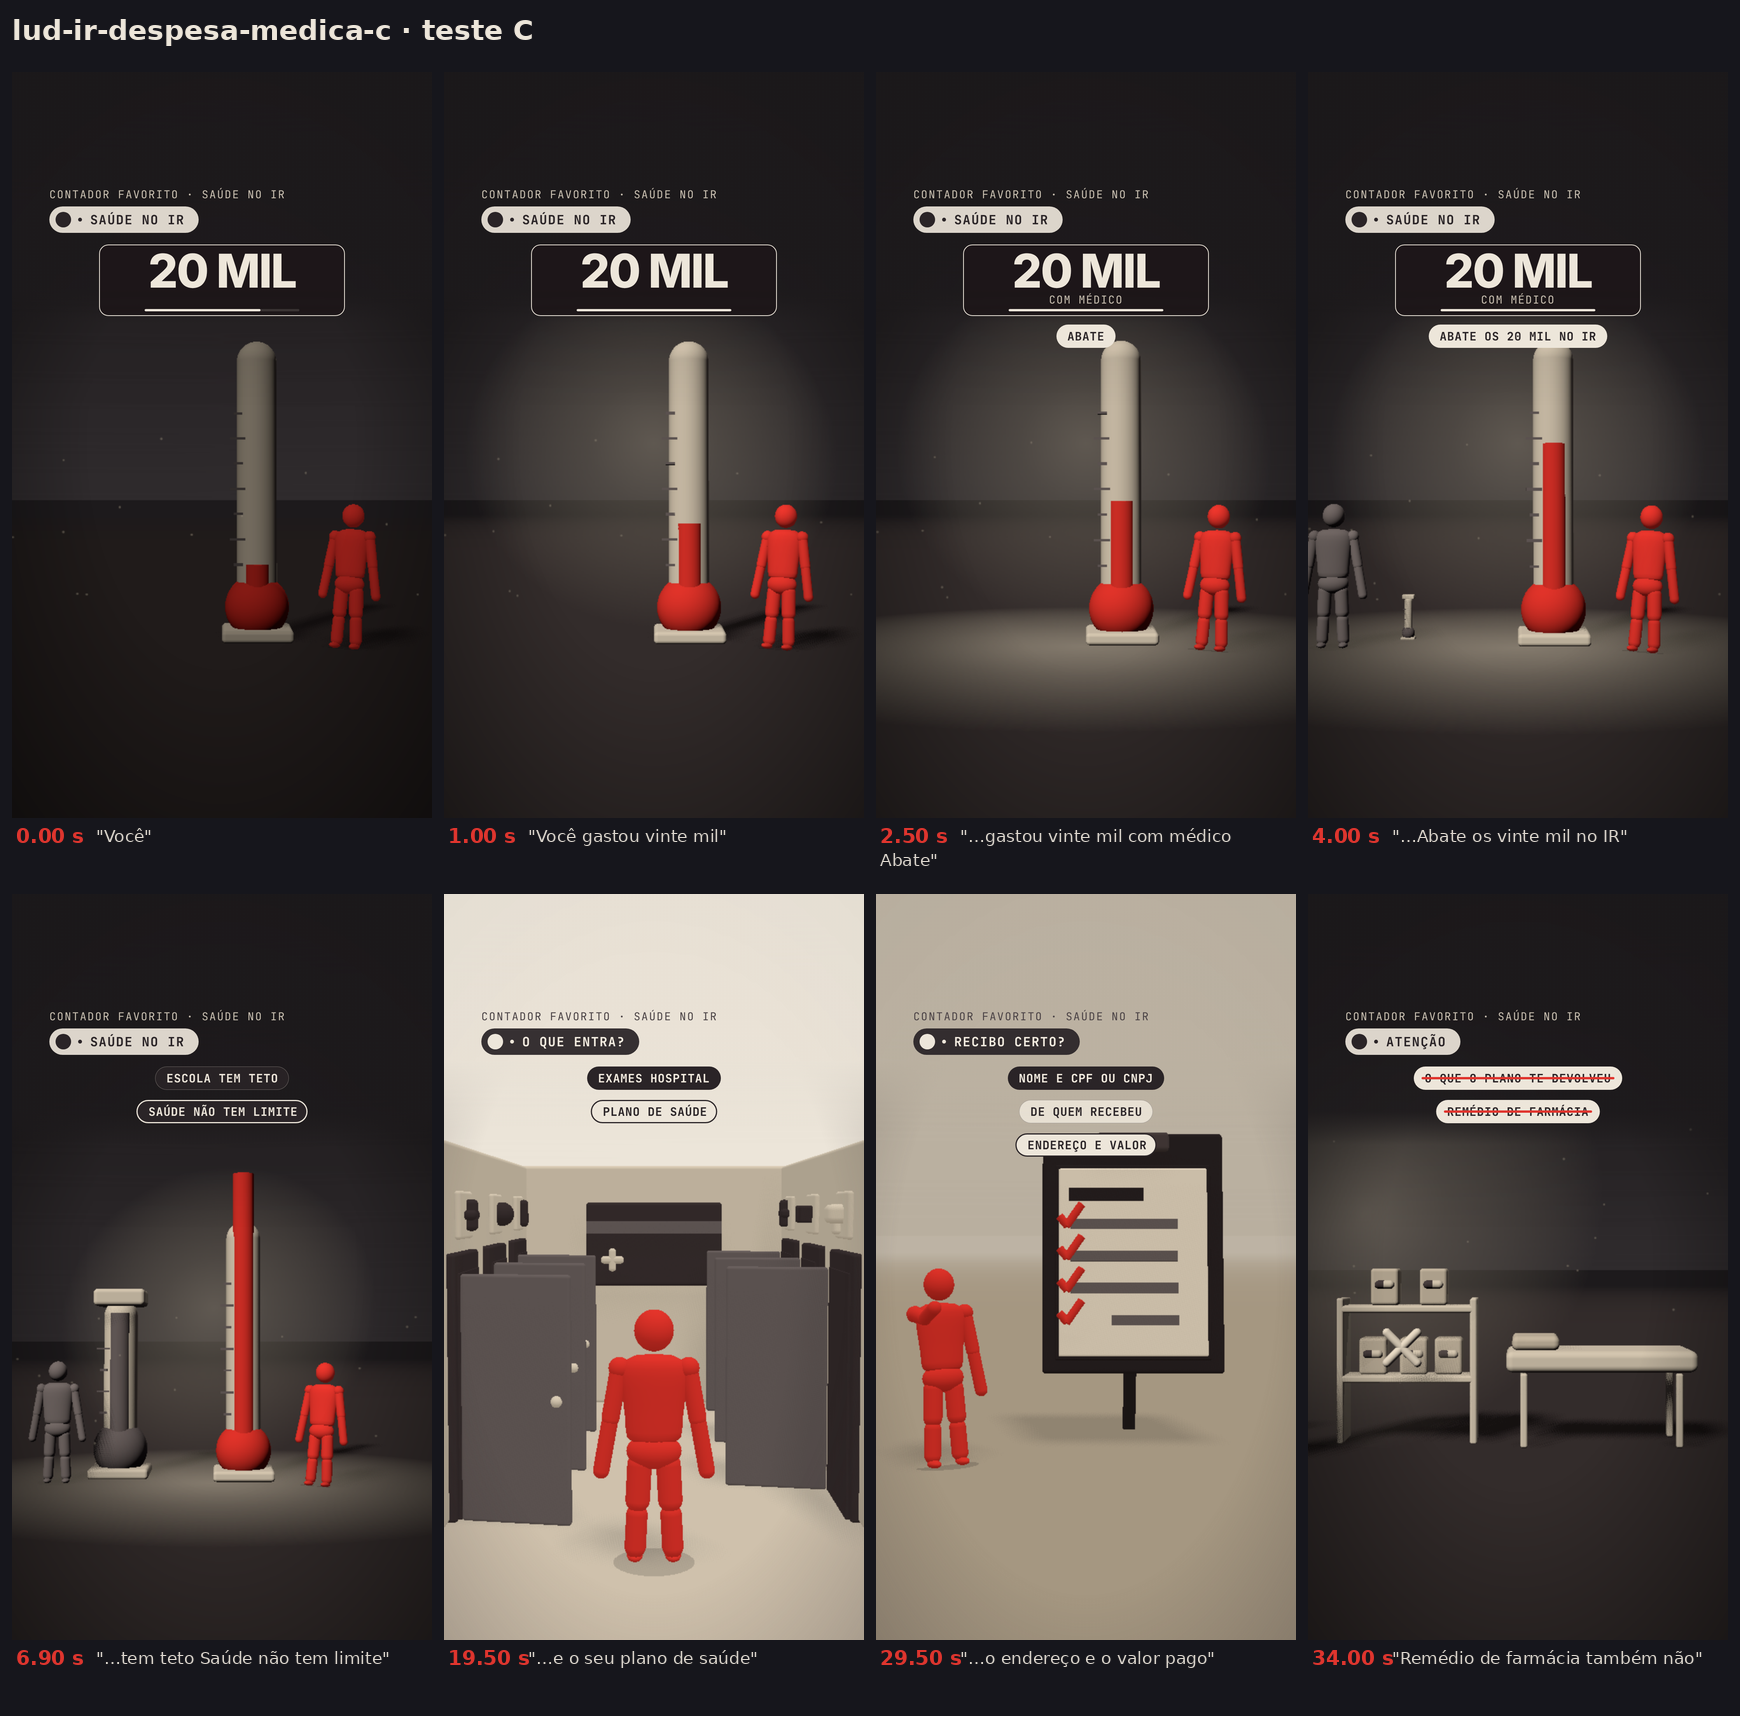 lud-ir-despesa-medica-c · teste C
CONTADOR FAVORITO · SAÚDE NO IR
• SAÚDE NO IR
20 MIL
0.00 s "Você"
CONTADOR FAVORITO · SAÚDE NO IR
• SAÚDE NO IR
20 MIL
1.00 s "Você gastou vinte mil"
CONTADOR FAVORITO · SAÚDE NO IR
• SAÚDE NO IR
20 MIL
COM MÉDICO
ABATE
2.50 s "...gastou vinte mil com médico
Abate"
CONTADOR FAVORITO · SAÚDE NO IR
• SAÚDE NO IR
20 MIL
COM MÉDICO
ABATE OS 20 MIL NO IR
4.00 s "...Abate os vinte mil no IR"
CONTADOR FAVORITO · SAÚDE NO IR
• SAÚDE NO IR
ESCOLA TEM TETO
SAÚDE NÃO TEM LIMITE
6.90 s "...tem teto Saúde não tem limite"
CONTADOR FAVORITO · SAÚDE NO IR
• O QUE ENTRA?
EXAMES HOSPITAL
PLANO DE SAÚDE
19.50 s "...e o seu plano de saúde"
CONTADOR FAVORITO · SAÚDE NO IR
• RECIBO CERTO?
NOME E CPF OU CNPJ
DE QUEM RECEBEU
ENDEREÇO E VALOR
29.50 s "...o endereço e o valor pago"
CONTADOR FAVORITO · SAÚDE NO IR
• ATENÇÃO
O QUE O PLANO TE DEVOLVEU
REMÉDIO DE FARMÁCIA
34.00 s "Remédio de farmácia também não"